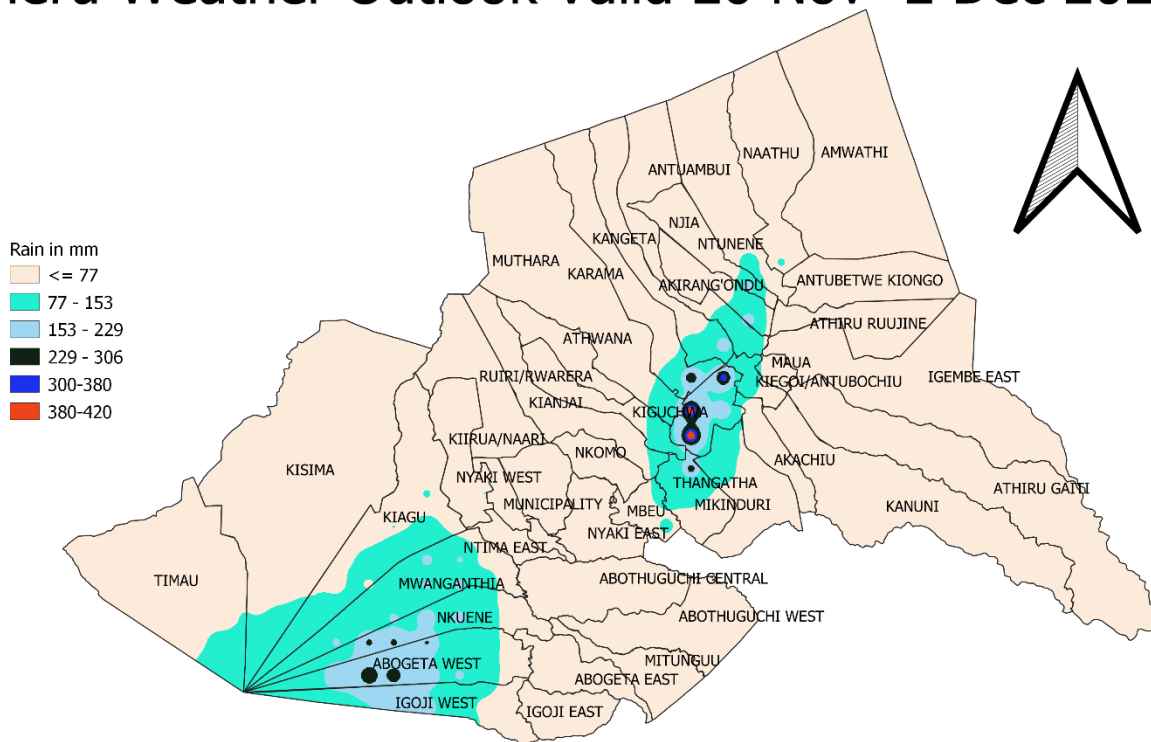 Weather Outlook valid Nov- 2 Dec
Rain in mm
<= 77
77 - 153
153 - 229
229 - 306
300-380
380-420
NAATHU
AMWATHI
ANTUAMBUI
NJIA
KANGETA
NTUNENE
MUTHARA
KARAMA
AKIRANG'ONDU
ANTUBETWE KIONGO
ATHIRU RUUJINE
ATHWANA
MAUA
RUIRI/RWARERA
KIEGOI/ANTUBOCHIU
IGEMBE EAST
KIANJAI
KIGUCHWA
KIIRUA/NAARI
NKOMO
AKACHIU
KISIMA
NYAKI WEST
THANGATHA
ATHIRU GAITI
MUNICIPALITY
MIKINDURI
KANUNI
KIAGU
MBEU
NYAKI EAST
NTIMA EAST
TIMAU
MWANGANTHIA
ABOTHUGUCHI CENTRAL
NKUENE
ABOTHUGUCHI WEST
ABOGETA WEST
MITUNGUU
ABOGETA EAST
IGOJI WEST
IGOJI EAST